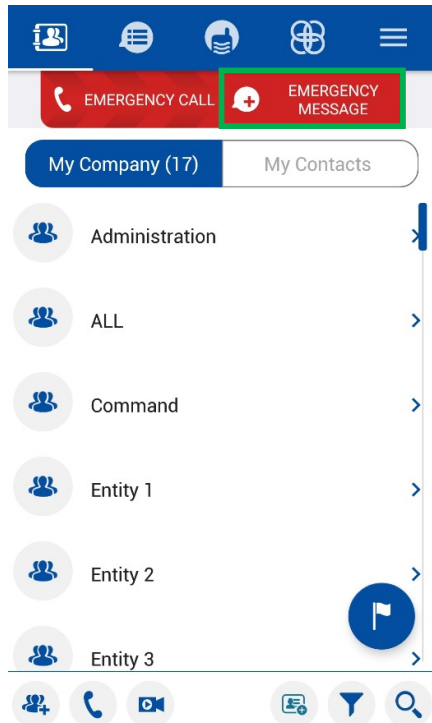 EMERGENCY CALL
EMERGENCY
MESSAGE
My Company (17)
My Contacts
Administration
ALL
Command
Entity 1
Entity 2
Entity 3